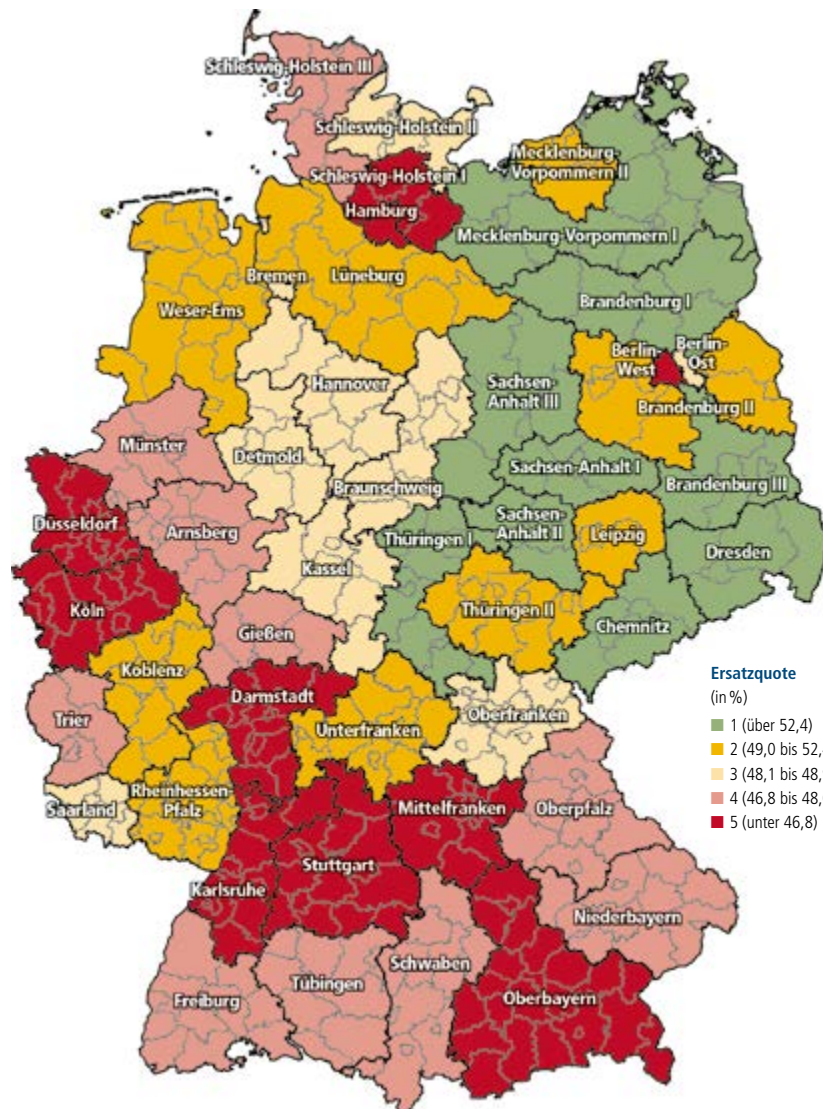 Schleswig-Holstein III
Schleswig-Holstein II
Mecklenburg-
Vorpommern II
Schleswig-Holstein I
Hamburg
Mecklenburg-Vorpommern I
Bremen
Lüneburg
Brandenburg I
Weser-Ems
Berlin-
West
Berlin-
Ost
Hannover
Sachsen-
Anhalt III
Brandenburg II
Münster
Detmold
Sachsen-Anhalt I
Braunschweig
Brandenburg III
Düsseldorf
Arnsberg
Thüringen I
Sachsen-
Anhalt II
Leipzig
Dresden
Kassel
Köln
Thüringen II
Chemnitz
Gießen
Koblenz
Darmstadt
Trier
Unterfranken
Oberfranken
Rheinhessen-
Pfalz
Saarland
Mittelfranken
Oberpfalz
Stuttgart
Karlsruhe
Niederbayern
Schwaben
Tübingen
Freiburg
Oberbayern
Ersatzquote
(in %)
1 (über 52,4)
2 (49,0 bis 52,
3 (48,1 bis 48,
4 (46,8 bis 48,
5 (unter 46,8)